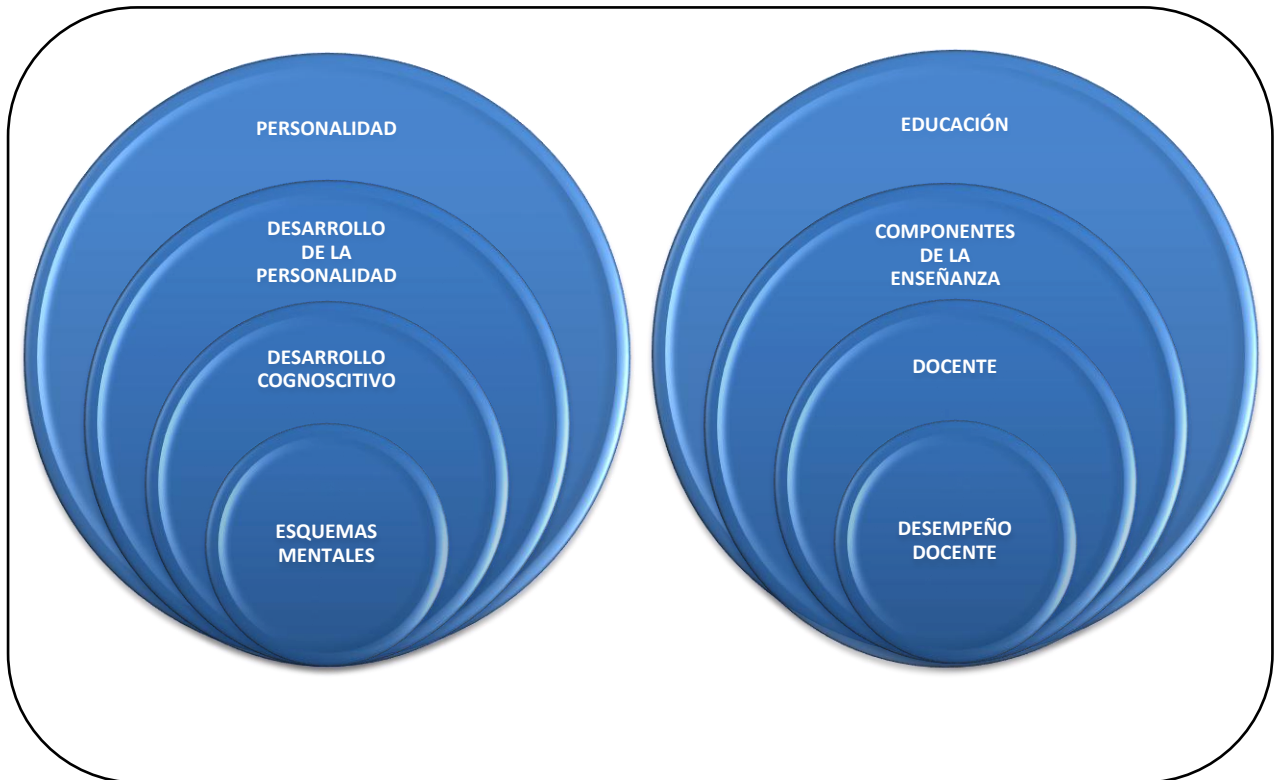 PERSONALIDAD
DESARROLLO
DE LA
PERSONALIDAD
DESARROLLO
COGNOSCITIVO
ESQUEMAS
MENTALES
EDUCACIÓN
COMPONENTES
DE LA
ENSEÑANZA
DOCENTE
DESEMPEÑO
DOCENTE